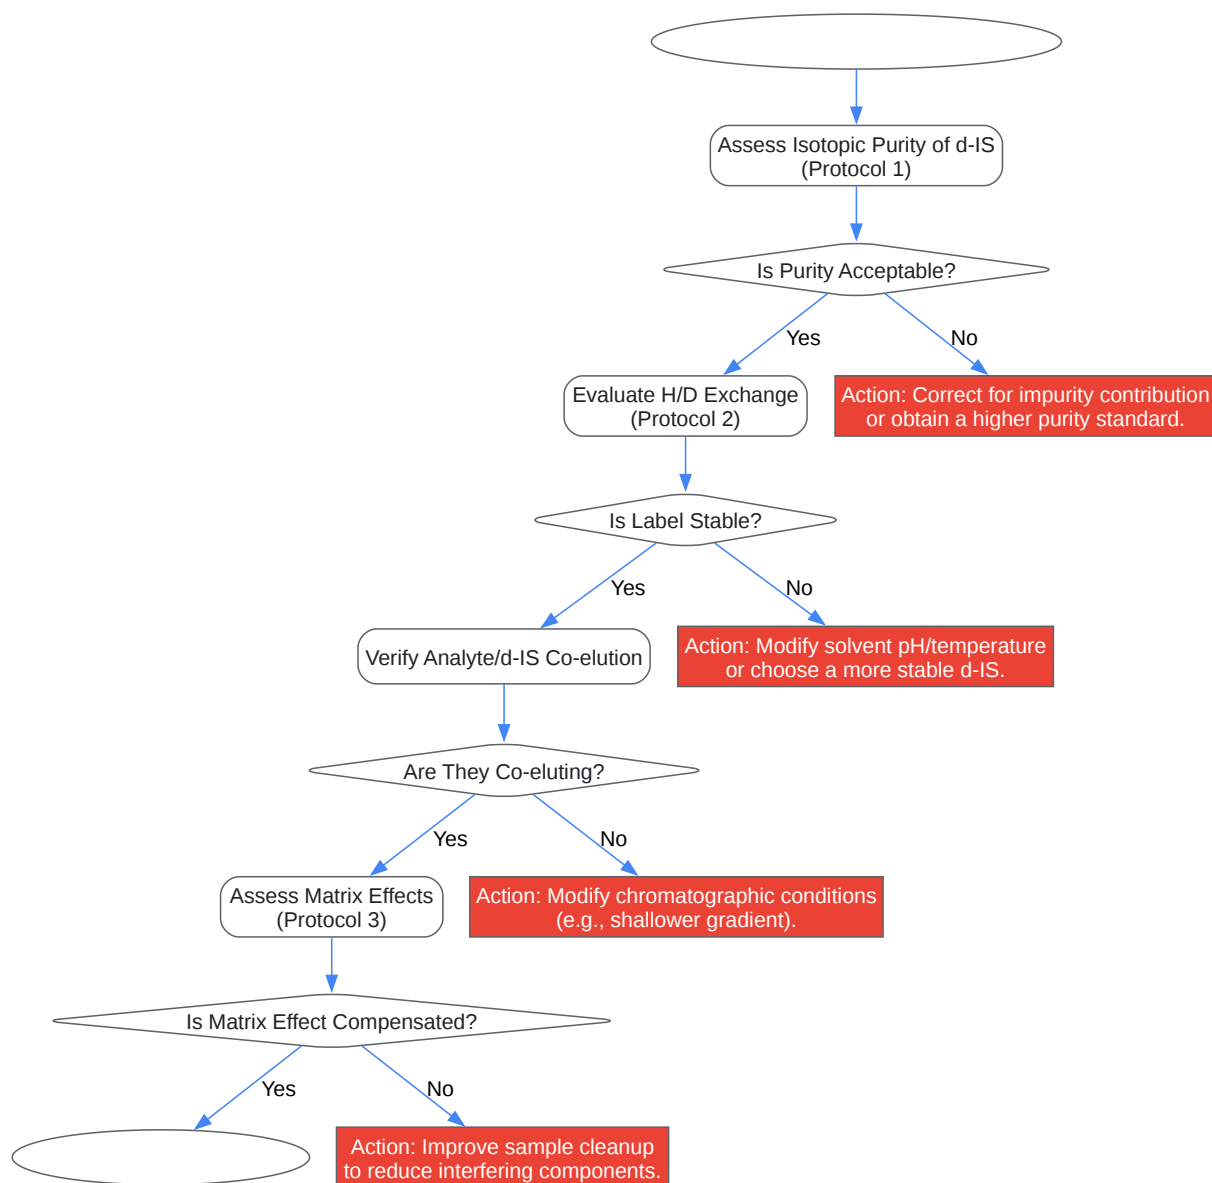 Assess Isotopic Purity of d-IS
(Protocol 1)
Is Purity Acceptable?
Yes
No
Evaluate H/D Exchange
(Protocol 2)
Action: Correct for impurity contribution
or obtain a higher purity standard.
Is Label Stable?
Yes
No
Verify Analyte/d-IS Co-elution
Action: Modify solvent pH/temperature
or choose a more stable d-IS.
Are They Co-eluting?
Yes
No
Assess Matrix Effects
(Protocol 3)
Action: Modify chromatographic conditions
(e.g., shallower gradient).
Is Matrix Effect Compensated?
Yes
No
Action: Improve sample cleanup
to reduce interfering components.